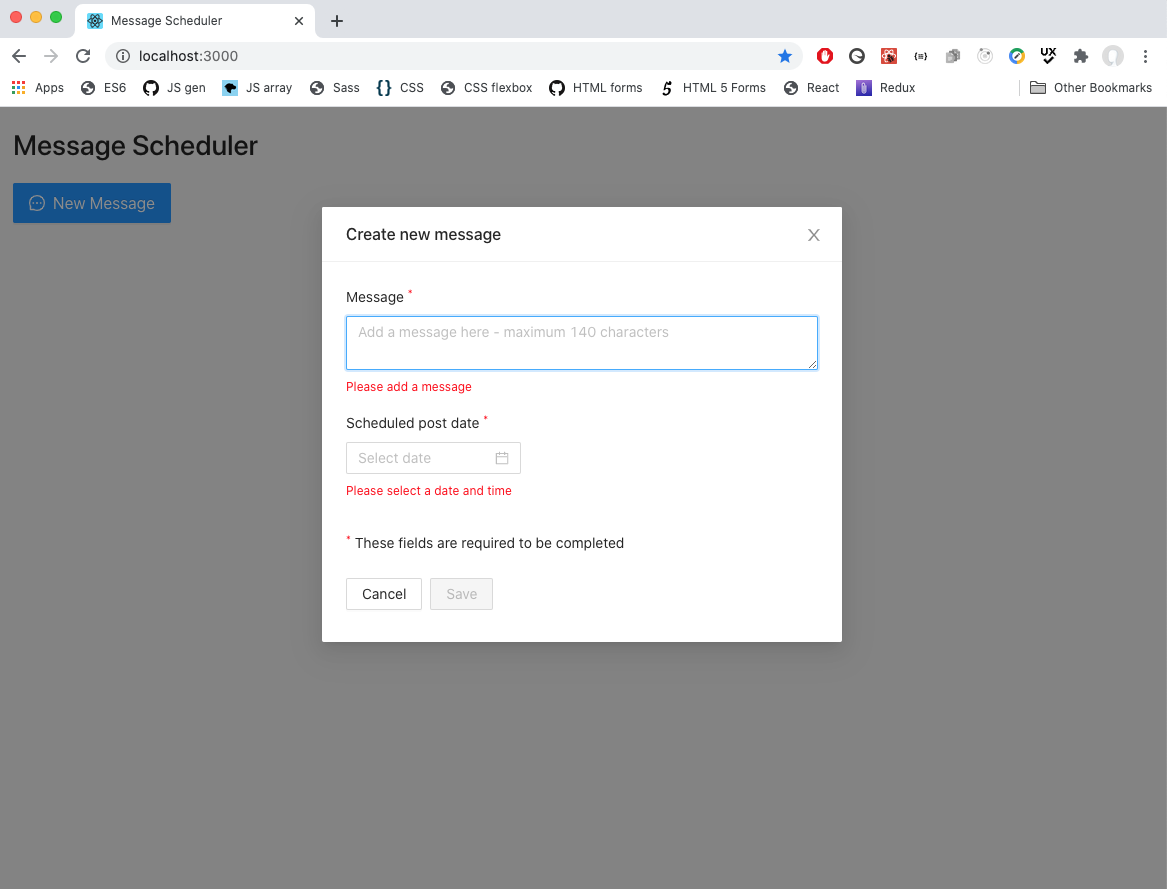 Message Scheduler
localhost:3000
UX
Apps ES6 JS gen JS array Sass {} CSS CSS flexbox HTML forms 5 HTML 5 Forms React Redux Other Bookmarks
Message Scheduler
New Message
Create new message
Message *
Add a message here - maximum 140 characters
Please add a message
Scheduled post date *
Select date
Please select a date and time
* These fields are required to be completed
Cancel Save